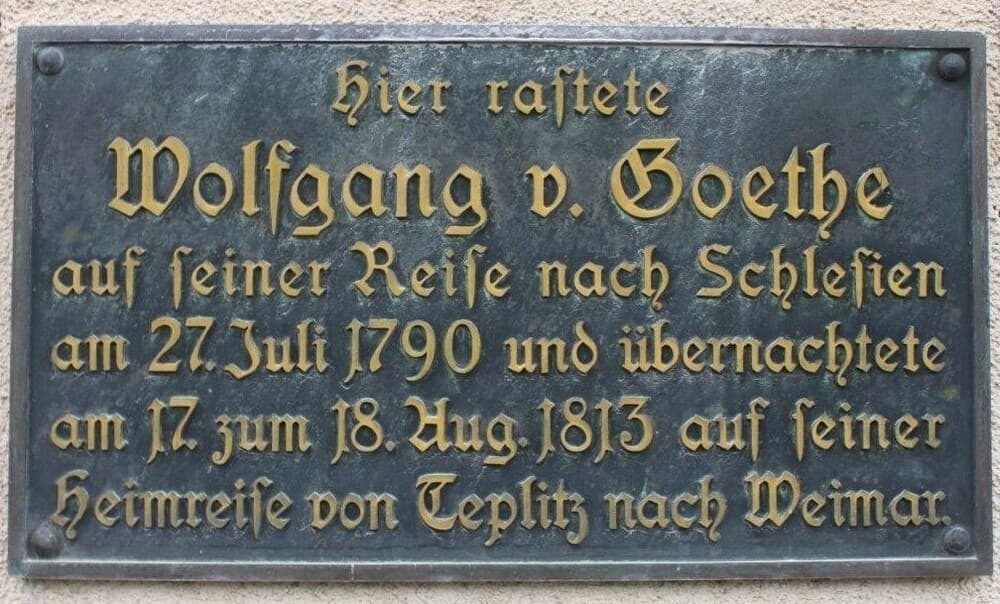 Hier raſtete
Wolfgang v. Goethe
auf ſeiner Reiſe nach Schleſien
am 27. Juli 1790 und übernachtete
am 17. zum 18. Aug. 1813 auf ſeiner
Heimreiſe von Teplitz nach Weimar.